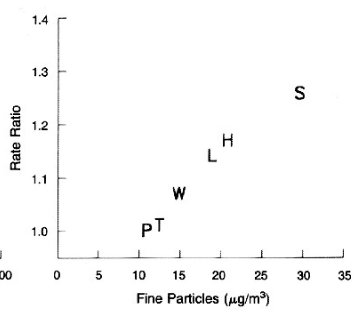 1.4
1.3
S
1.2
H
L
1.1
W
T
P
1.0
Rate Ratio
00 0 5 10 15 20 25 30 35
Fine Particles (μg/m³)